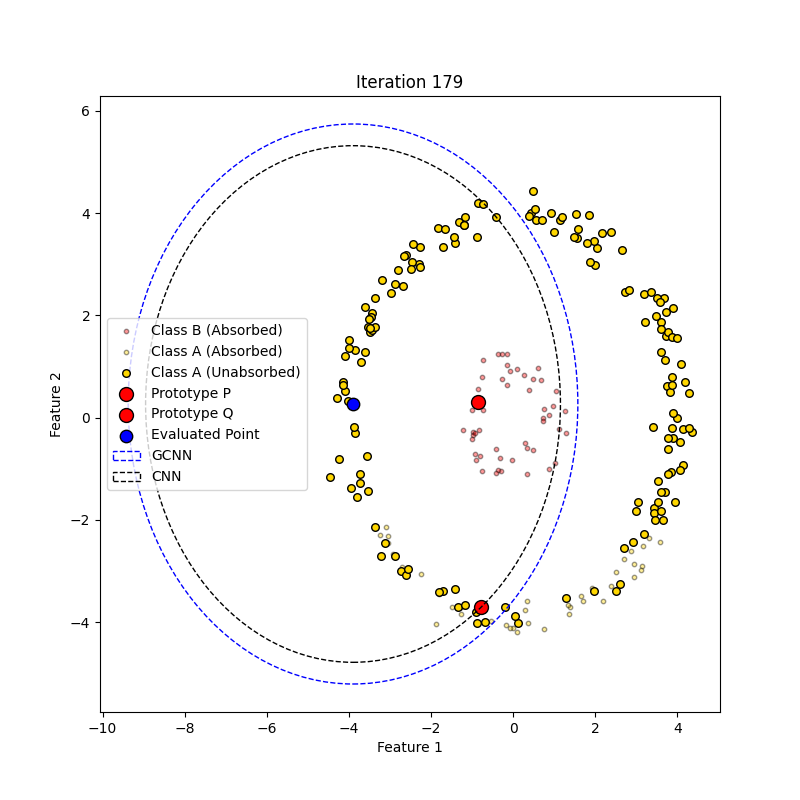 Iteration 179
6
4
2
0
−2
−4
Feature 2
Class B (Absorbed)
Class A (Absorbed)
Class A (Unabsorbed)
Prototype P
Prototype Q
Evaluated Point
GCNN
CNN
−10
−8
−6
−4
−2
0
2
4
Feature 1